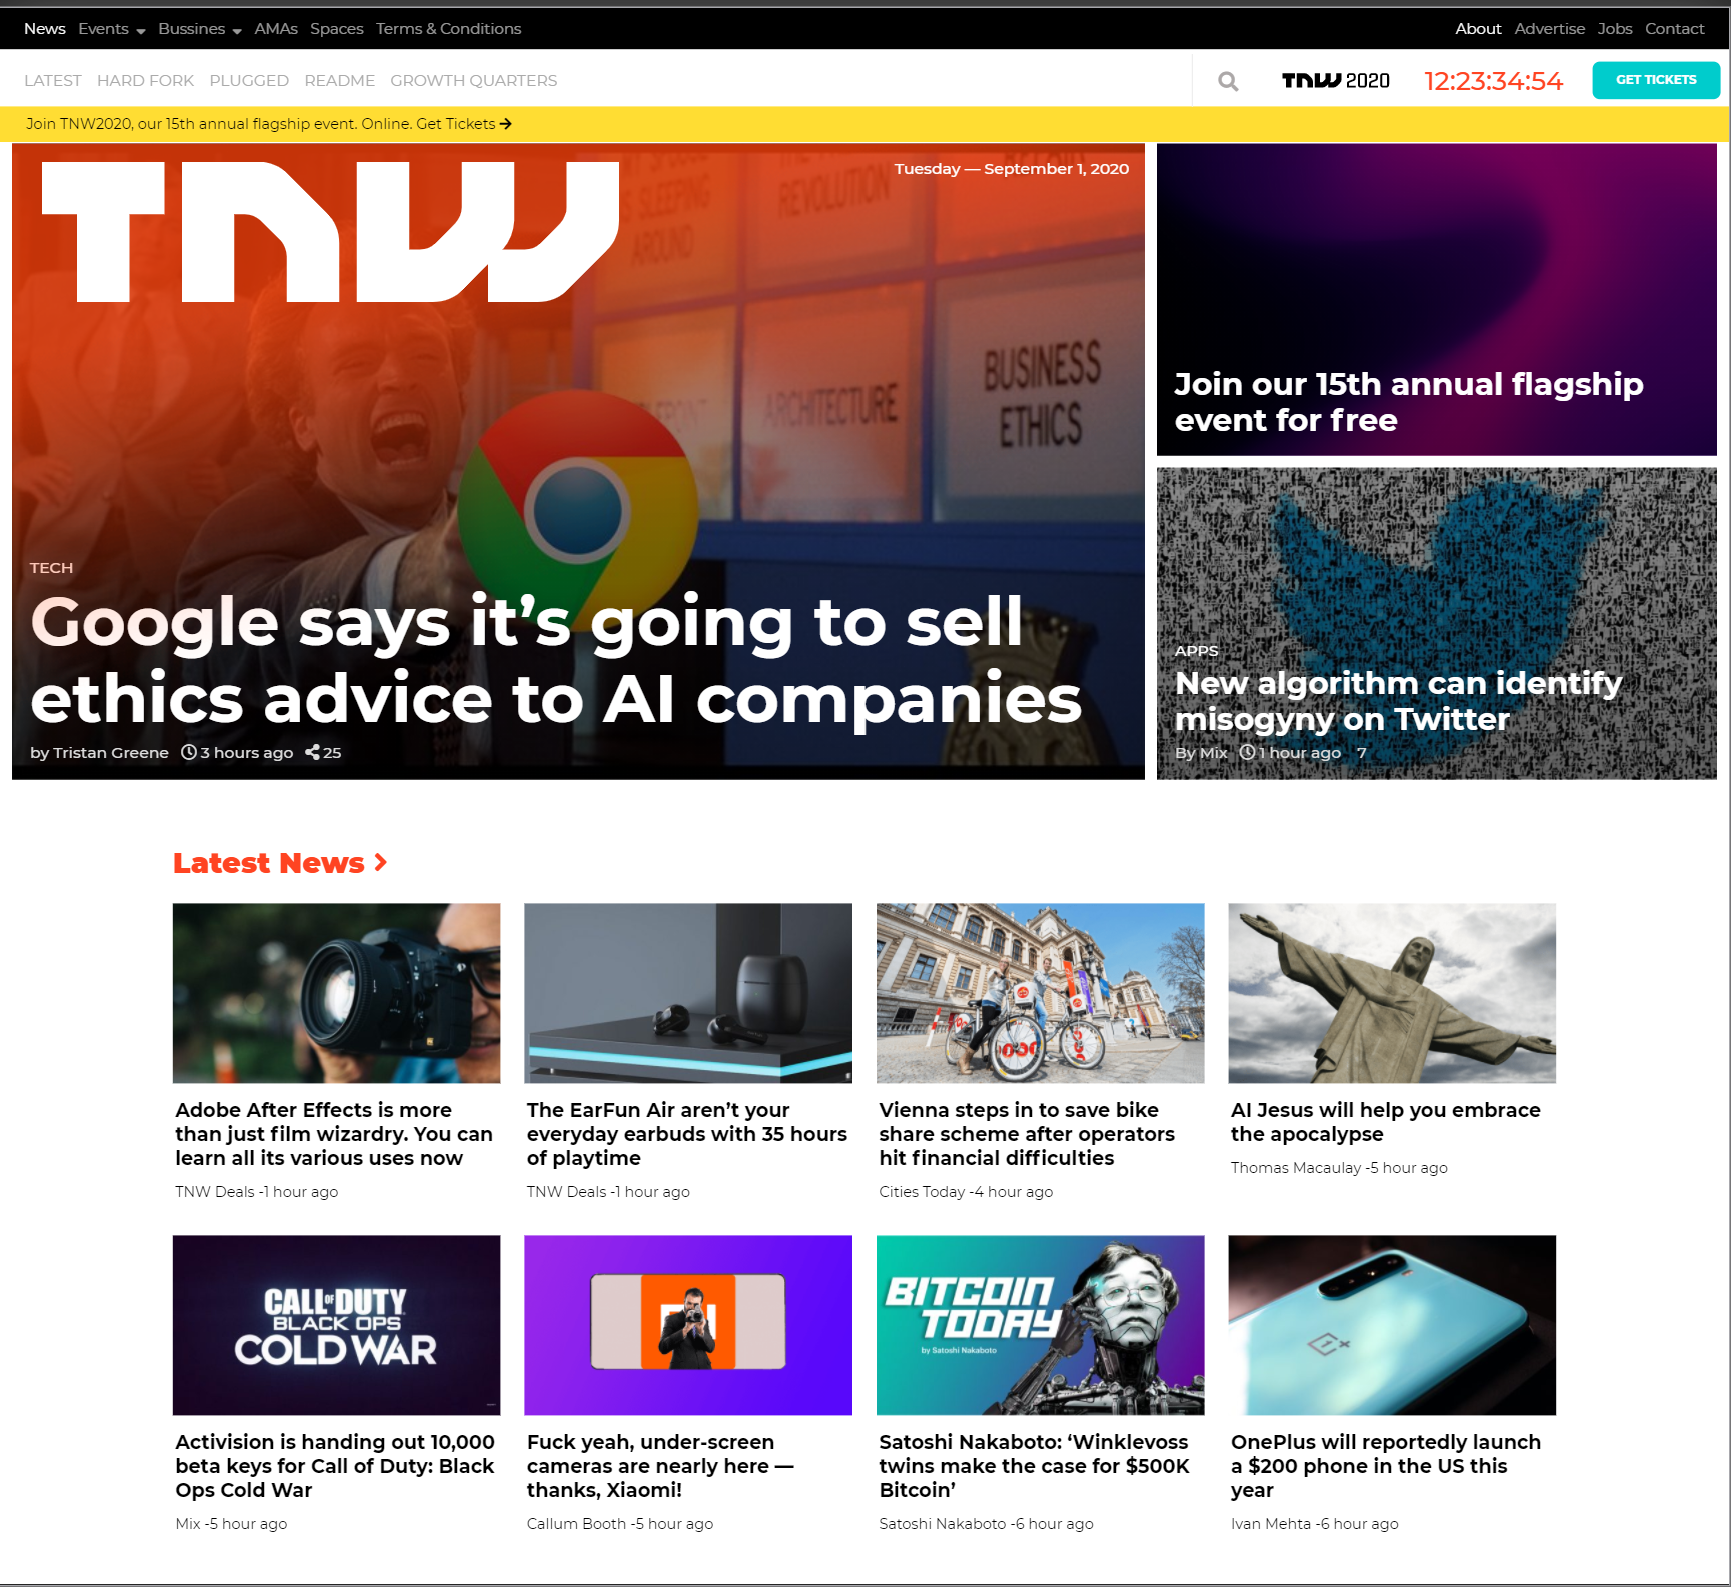 News Events Bussines AMAs Spaces Terms & Conditions
About Advertise Jobs Contact
LATEST HARD FORK PLUGGED README GROWTH QUARTERS
TNW 2020
12:23:34:54
GET TICKETS
Join TNW2020, our 15th annual flagship event. Online. Get Tickets
TNW
Tuesday — September 1, 2020
SLEEPING
AROUND
REVOLUTION
ARCHITECTURE
BUSINESS
ETHICS
TECH
Google says it’s going to sell
ethics advice to AI companies
by Tristan Greene 3 hours ago 25
Join our 15th annual flagship
event for free
APPS
New algorithm can identify
misogyny on Twitter
By Mix 1 hour ago 7
Latest News
Adobe After Effects is more
than just film wizardry. You can
learn all its various uses now
TNW Deals -1 hour ago
The EarFun Air aren’t your
everyday earbuds with 35 hours
of playtime
TNW Deals -1 hour ago
Vienna steps in to save bike
share scheme after operators
hit financial difficulties
Cities Today -4 hour ago
AI Jesus will help you embrace
the apocalypse
Thomas Macaulay -5 hour ago
CALL OF DUTY
BLACK OPS
COLD WAR
Activision is handing out 10,000
beta keys for Call of Duty: Black
Ops Cold War
Mix -5 hour ago
Fuck yeah, under-screen
cameras are nearly here —
thanks, Xiaomi!
Callum Booth -5 hour ago
BITCOIN
TODAY
by Satoshi Nakaboto
Satoshi Nakaboto: ‘Winklevoss
twins make the case for $500K
Bitcoin’
Satoshi Nakaboto -6 hour ago
OnePlus will reportedly launch
a $200 phone in the US this
year
Ivan Mehta -6 hour ago